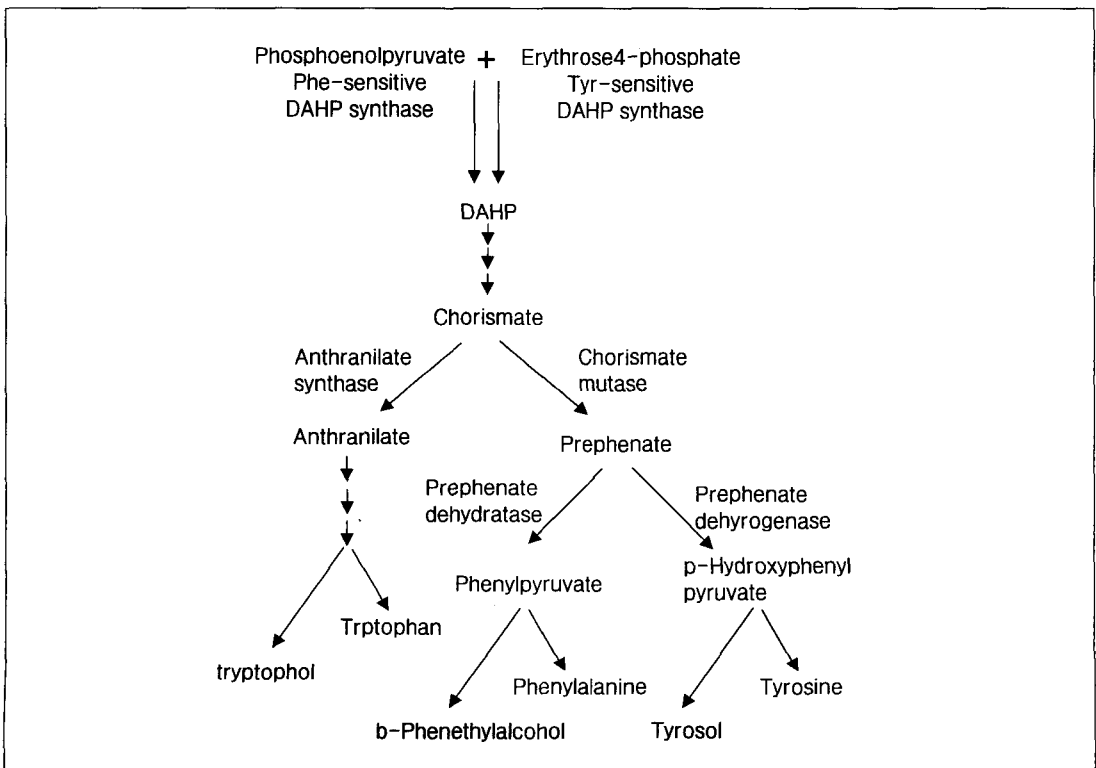 Phosphoenolpyruvate + Erythrose4-phosphate
Phe-sensitive
DAHP synthase
Tyr-sensitive
DAHP synthase
DAHP
Chorismate
Anthranilate
synthase
Chorismate
mutase
Anthranilate
Prephenate
Prephenate
dehydratase
Prephenate
dehyrogenase
Phenylpyruvate
p-Hydroxyphenyl
pyruvate
Trptophan
tryptophol
Phenylalanine
Tyrosine
b-Phenethylalcohol
Tyrosol